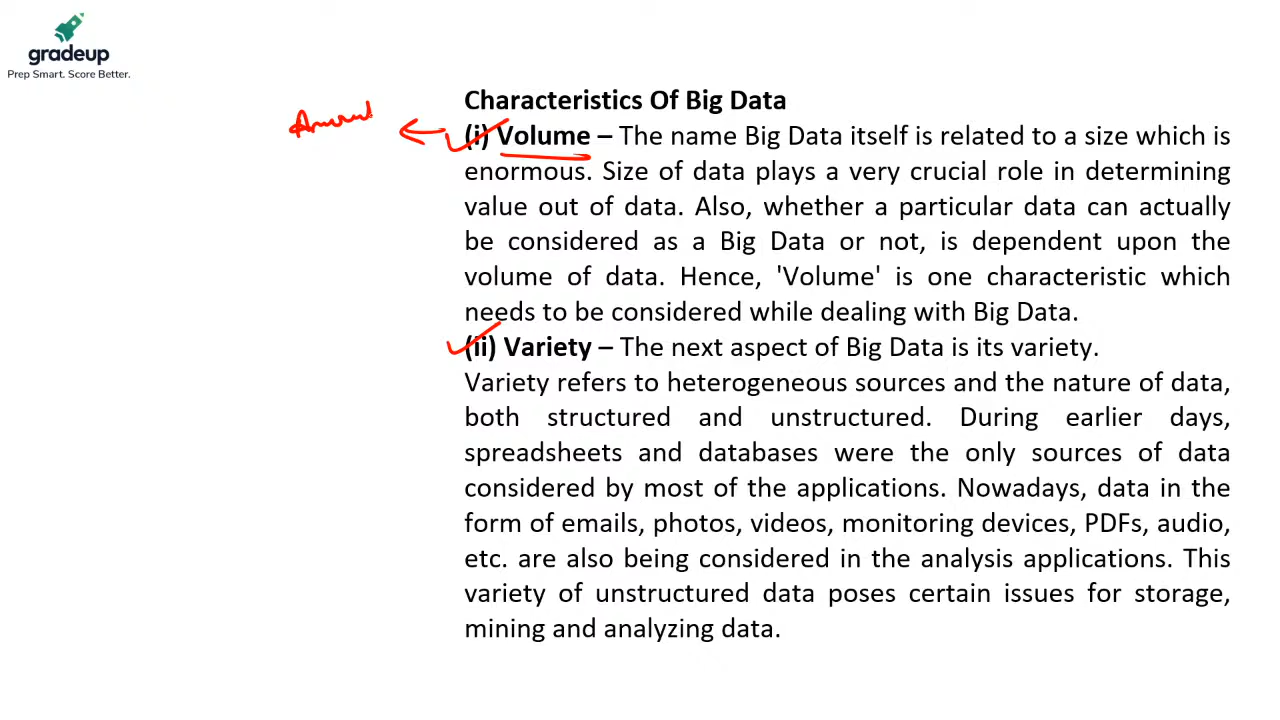 gradeup
Prep Smart. Score Better.
Characteristics Of Big Data
(i) Volume – The name Big Data itself is related to a size which is
enormous. Size of data plays a very crucial role in determining
value out of data. Also, whether a particular data can actually
be considered as a Big Data or not, is dependent upon the
volume of data. Hence, 'Volume' is one characteristic which
needs to be considered while dealing with Big Data.
(ii) Variety – The next aspect of Big Data is its variety.
Variety refers to heterogeneous sources and the nature of data,
both structured and unstructured. During earlier days,
spreadsheets and databases were the only sources of data
considered by most of the applications. Nowadays, data in the
form of emails, photos, videos, monitoring devices, PDFs, audio,
etc. are also being considered in the analysis applications. This
variety of unstructured data poses certain issues for storage,
mining and analyzing data.